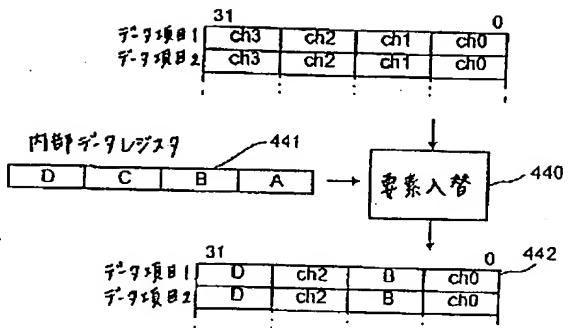 31 0
データ項目1 ch3 ch2 ch1 ch0
データ項目2 ch3 ch2 ch1 ch0
内部データレジスタ
441
D C B A
要素入替
440
31 0
442
データ項目1 D ch2 B ch0
データ項目2 D ch2 B ch0